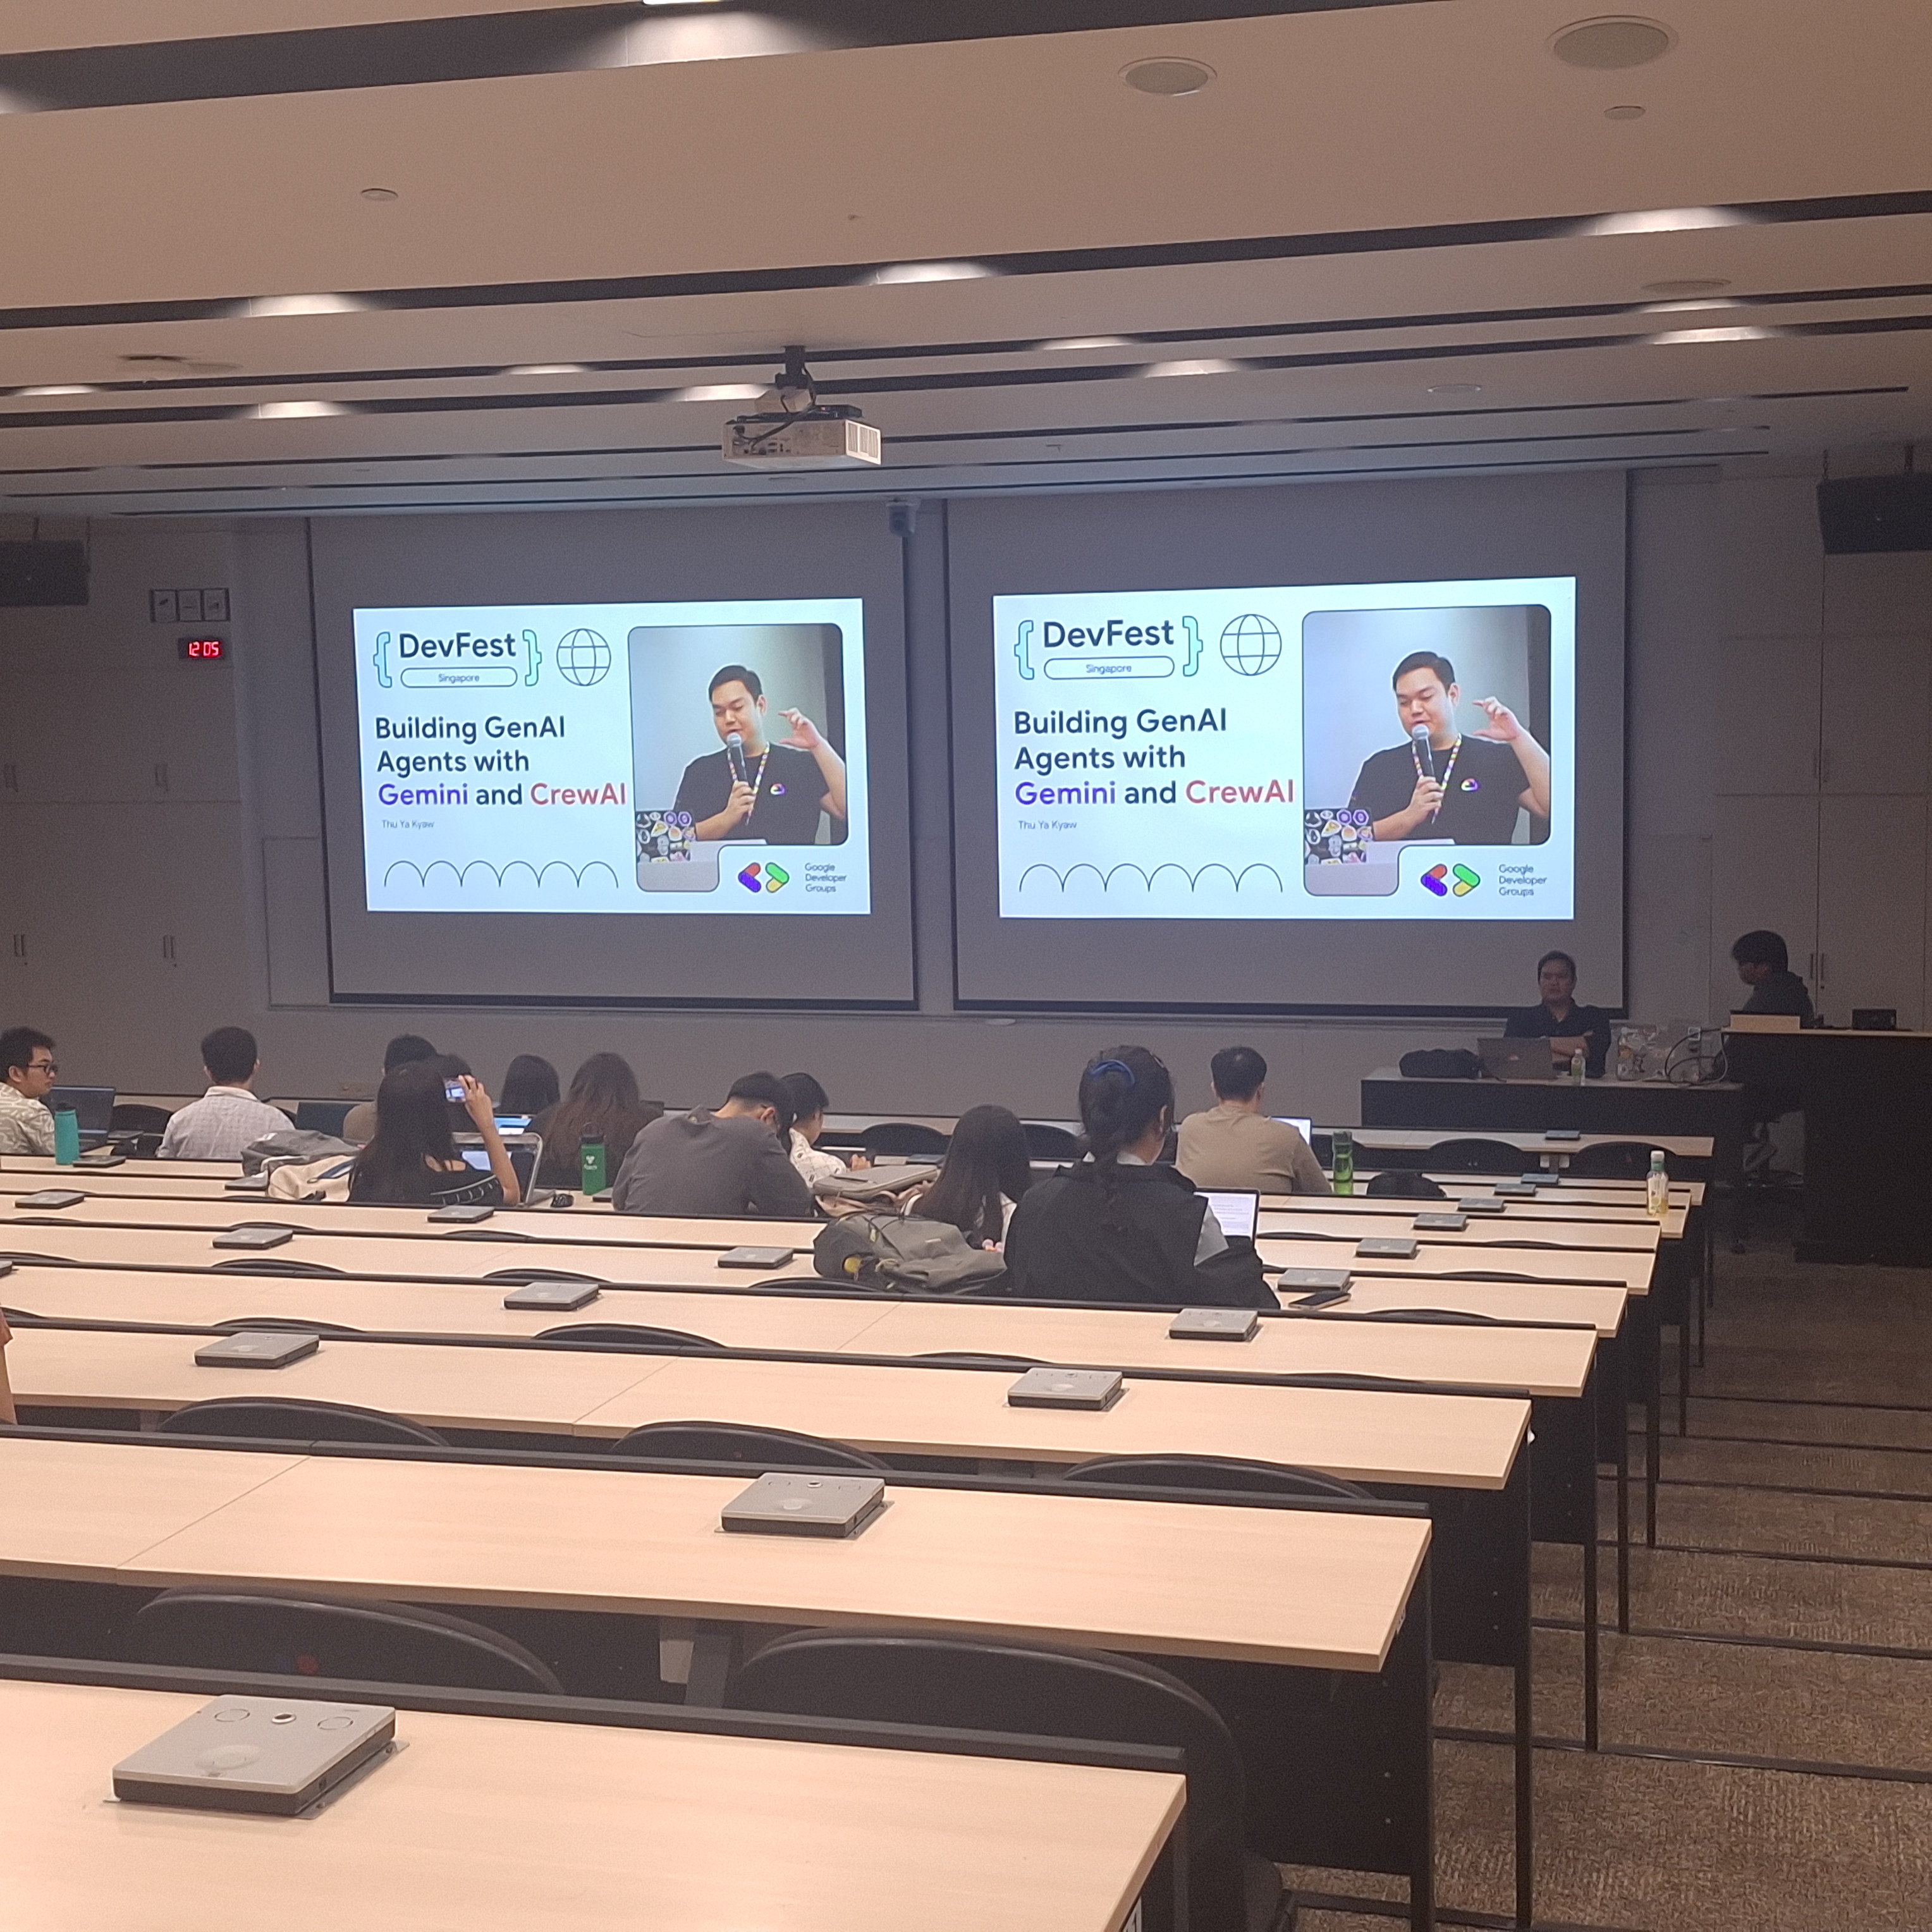 12 05
{ DevFest }
Singapore
Building GenAI
Agents with
Gemini and CrewAI
Thu Ya Kyaw
Google
Developer
Groups
{ DevFest }
Singapore
Building GenAI
Agents with
Gemini and CrewAI
Thu Ya Kyaw
Google
Developer
Groups